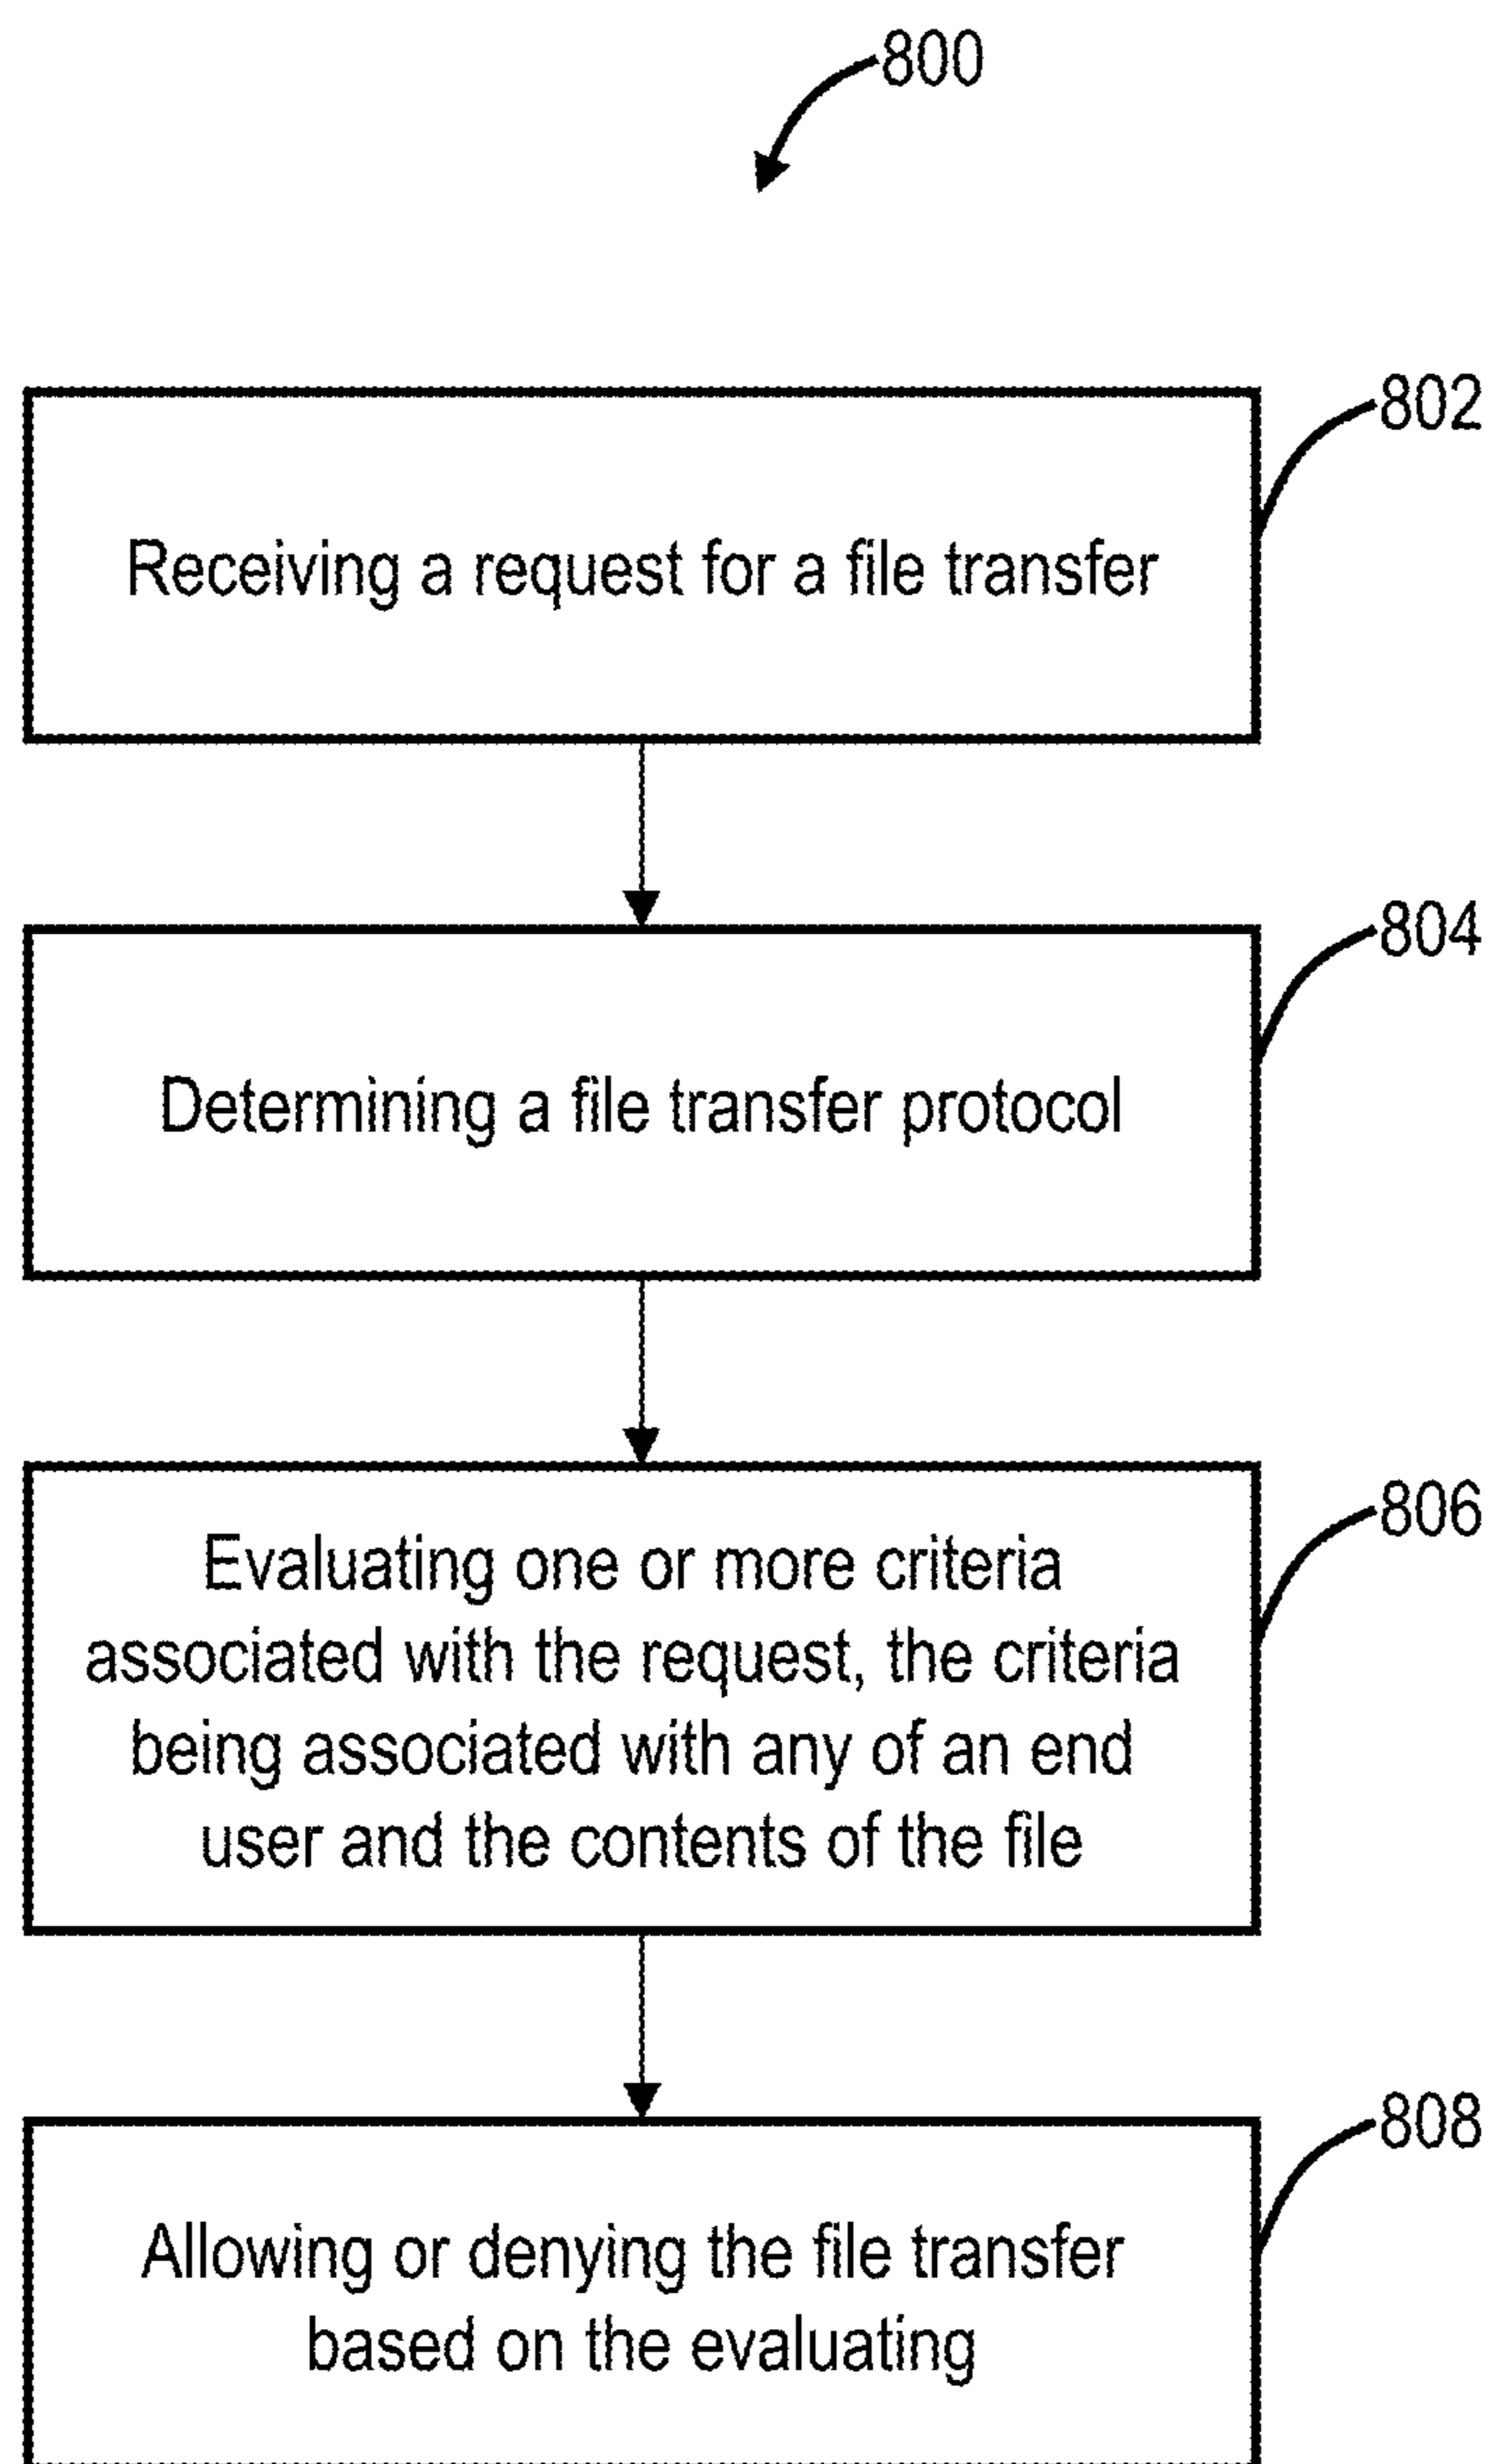 800
802
Receiving a request for a file transfer
804
Determining a file transfer protocol
806
Evaluating one or more criteria
associated with the request, the criteria
being associated with any of an end
user and the contents of the file
808
Allowing or denying the file transfer
based on the evaluating